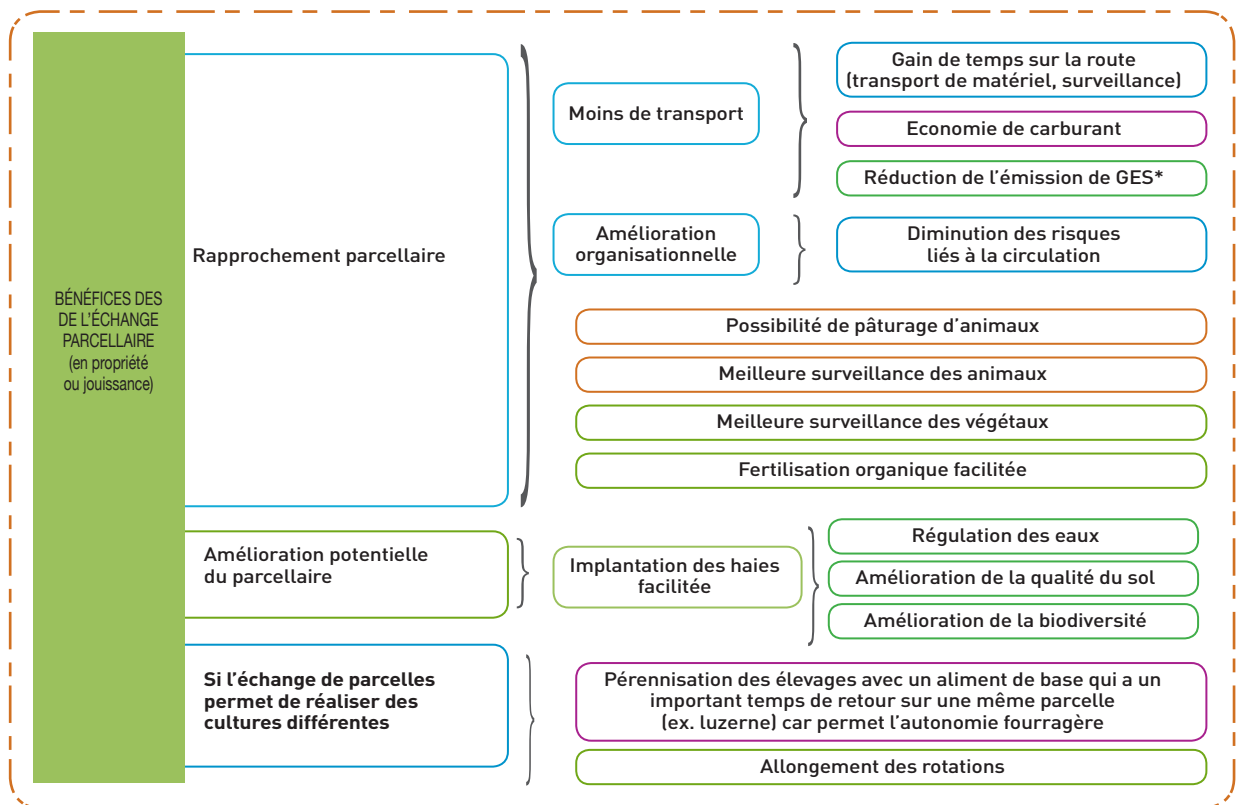 BÉNÉFICES DES
DE L'ÉCHANGE
PARCELLAIRE
(en propriété
ou jouissance)
Rapprochement parcellaire
Moins de transport
Gain de temps sur la route
(transport de matériel, surveillance)
Economie de carburant
Réduction de l'émission de GES*
Amélioration
organisationnelle
Diminution des risques
liés à la circulation
Possibilité de pâturage d'animaux
Meilleure surveillance des animaux
Meilleure surveillance des végétaux
Fertilisation organique facilitée
Amélioration potentielle
du parcellaire
Implantation des haies
facilitée
Régulation des eaux
Amélioration de la qualité du sol
Amélioration de la biodiversité
Si l'échange de parcelles
permet de réaliser des
cultures différentes
Pérennisation des élevages avec un aliment de base qui a un
important temps de retour sur une même parcelle
(ex. luzerne) car permet l'autonomie fourragère
Allongement des rotations